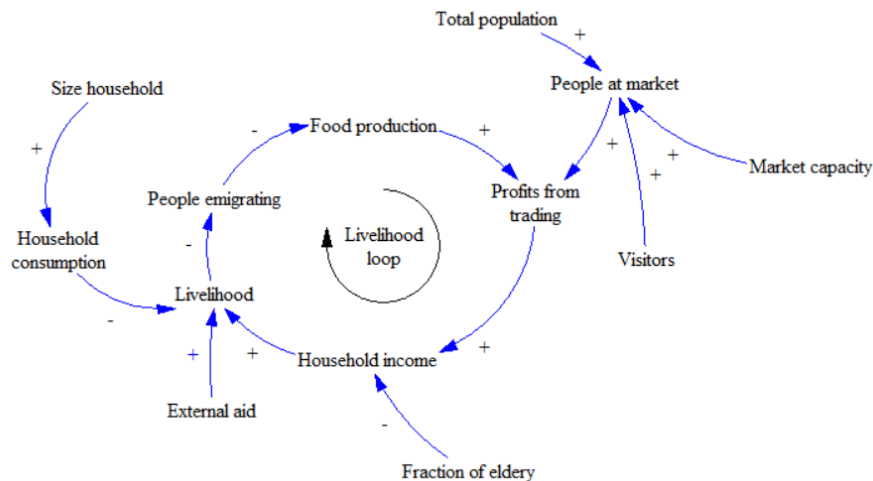 Total population
+
Size household
People at market
+
-
Food production
+
+
+
Market capacity
People emigrating
Profits from
trading
+
Household
consumption
-
Livelihood
loop
Visitors
Livelihood
-
+
+
Household income
+
External aid
-
Fraction of eldery